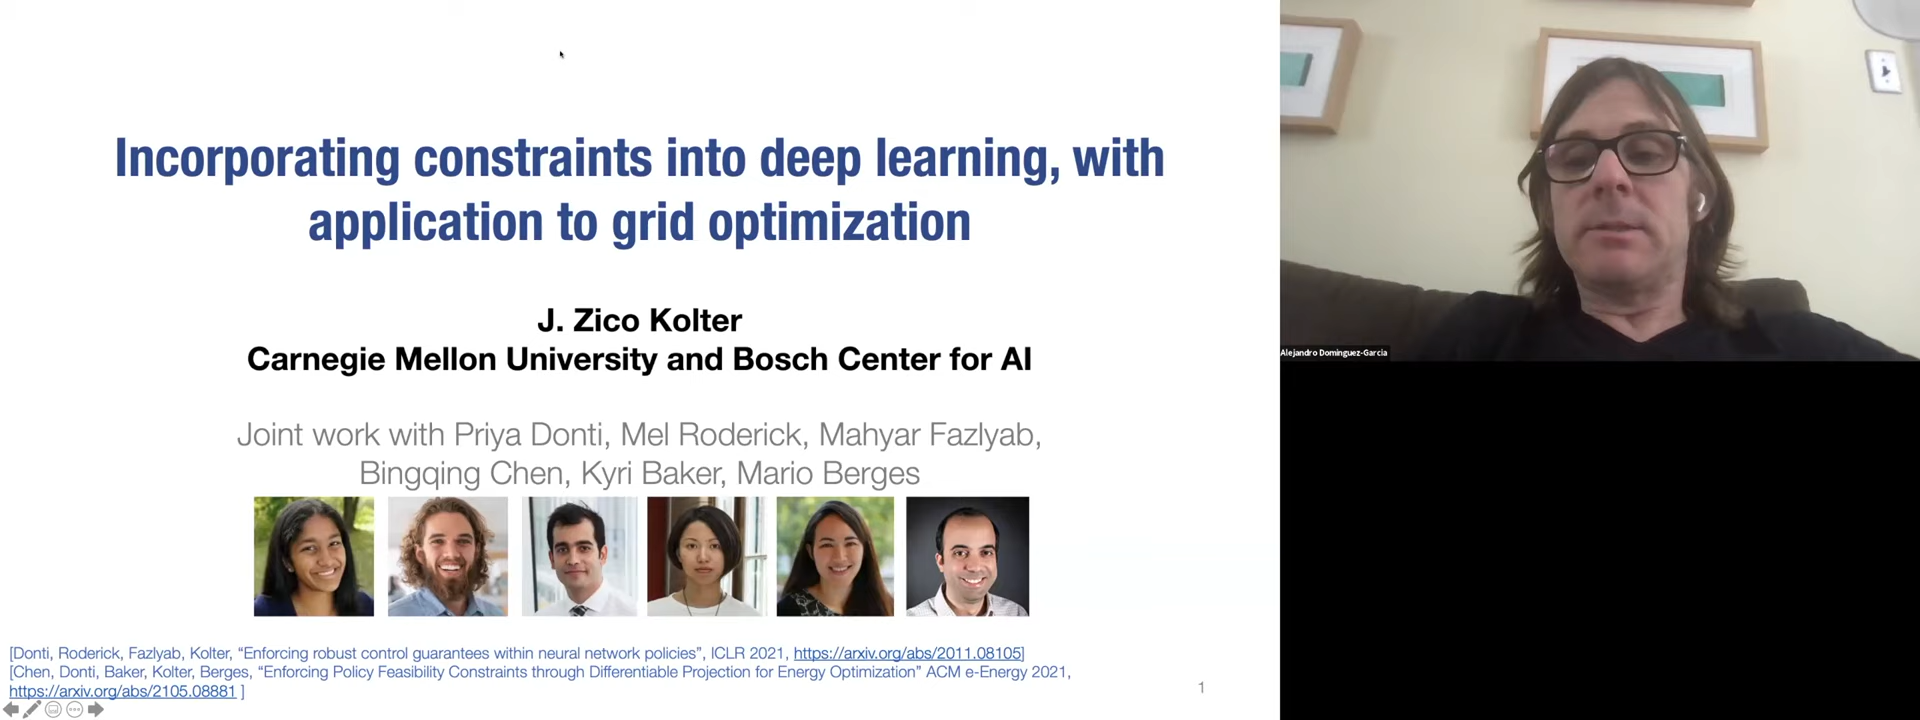 Incorporating constraints into deep learning, with
application to grid optimization
J. Zico Kolter
Carnegie Mellon University and Bosch Center for AI
Joint work with Priya Donti, Mel Roderick, Mahyar Fazlyab,
Bingqing Chen, Kyri Baker, Mario Berges
[Donti, Roderick, Fazlyab, Kolter, “Enforcing robust control guarantees within neural network policies”, ICLR 2021, https://arxiv.org/abs/2011.08105]
[Chen, Donti, Baker, Kolter, Berges, “Enforcing Policy Feasibility Constraints through Differentiable Projection for Energy Optimization” ACM e-Energy 2021,
https://arxiv.org/abs/2105.08881 ]
1
Alejandro Dominguez-Garcia